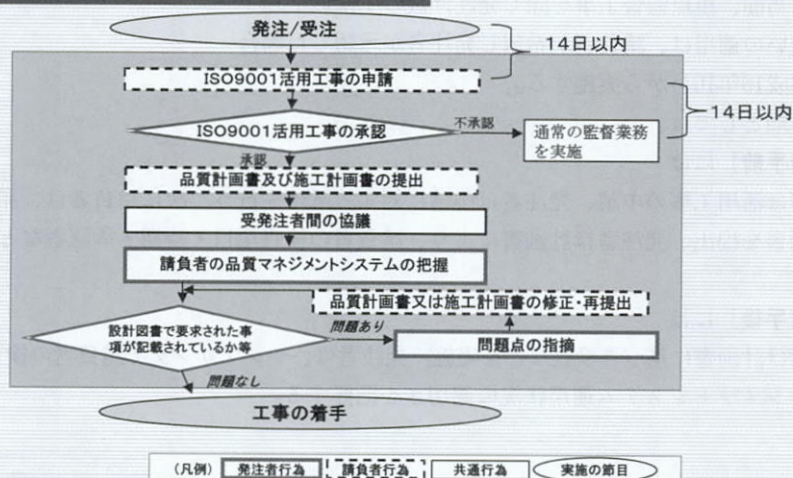 発注/受注
14日以内
ISO9001活用工事の申請
14日以内
ISO9001活用工事の承認
不承認
通常の監督業務
を実施
承認
品質計画書及び施工計画書の提出
受発注者間の協議
請負者の品質マネジメントシステムの把握
品質計画書又は施工計画書の修正・再提出
設計図書で要求された事
項が記載されているか等
問題あり
問題点の指摘
問題なし
工事の着手
(凡例) 発注者行為 請負者行為 共通行為 実施の節目